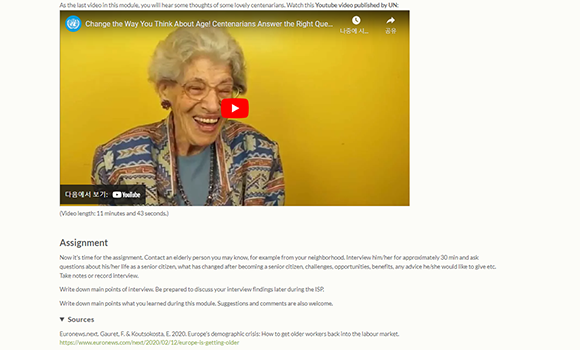 As the last video in this module, you will hear some thoughts of some lovely centenarians. Watch this Youtube video published by UN:
Change the Way You Think About Age! Centenarians Answer the Right Que...
나중에 시...
공유
다음에서 보기: YouTube
(Video length: 11 minutes and 43 seconds.)
Assignment
Now it's time for the assignment. Contact an elderly person you may know, for example from your neighborhood. Interview him/her for approximately 30 min and ask
questions about his/her life as a senior citizen, what has changed after becoming a senior citizen, challenges, opportunities, benefits, any advice he/she would like to give etc.
Take notes or record interview.
Write down main points of interview. Be prepared to discuss your interview findings later during the ISP.
Write down main points what you learned during this module. Suggestions and comments are also welcome.
▼ Sources
Euronews.next. Gauret, F. & Koutsokosta, E. 2020. Europe's demographic crisis: How to get older workers back into the labour market.
https://www.euronews.com/next/2020/02/12/europe-is-getting-older